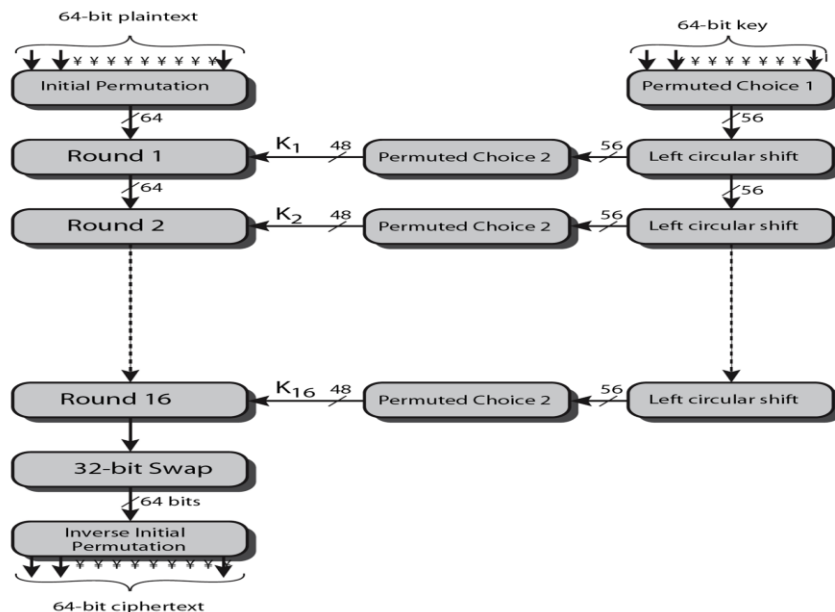 64-bit plaintext
64-bit key
¥ ¥ ¥ ¥ ¥ ¥ ¥ ¥ ¥
¥ ¥ ¥ ¥ ¥ ¥ ¥ ¥ ¥
Initial Permutation
Permuted Choice 1
64
56
Round 1
K1
48
Permuted Choice 2
56
Left circular shift
64
56
Round 2
K2
48
Permuted Choice 2
56
Left circular shift
Round 16
K16
48
Permuted Choice 2
56
Left circular shift
32-bit Swap
64 bits
Inverse Initial
Permutation
¥ ¥ ¥ ¥ ¥ ¥ ¥ ¥ ¥
64-bit ciphertext